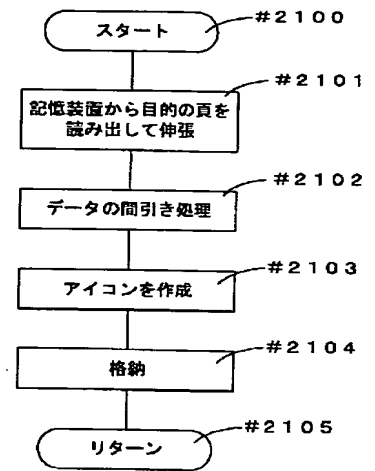 スタート
#2100
#2101
記憶装置から目的の頁を
読み出して伸張
#2102
データの間引き処理
#2103
アイコンを作成
#2104
格納
#2105
リターン